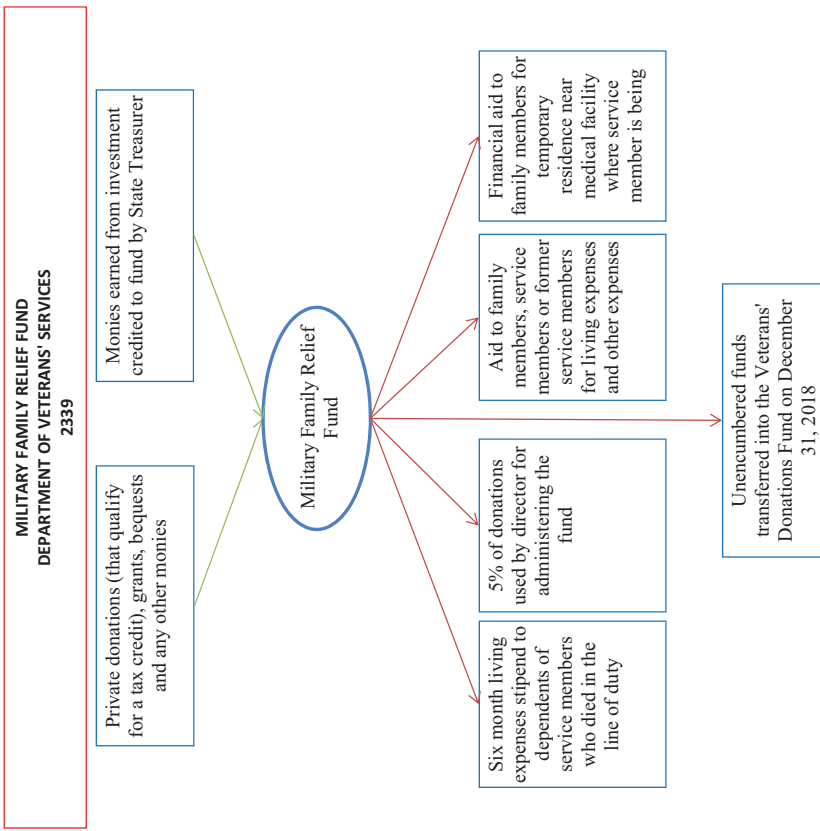 MILITARY FAMILY RELIEF FUND
DEPARTMENT OF VETERANS' SERVICES
2339
Private donations (that qualify
for a tax credit), grants, bequests
and any other monies
Monies earned from investment
credited to fund by State Treasurer
Military Family Relief
Fund
Six month living
expenses stipend to
dependents of
service members
who died in the
line of duty
5% of donations
used by director for
administering the
fund
Aid to family
members, service
members or former
service members
for living expenses
and other expenses
Financial aid to
family members for
temporary
residence near
medical facility
where service
member is being
Unencumbered funds
transferred into the Veterans'
Donations Fund on December
31, 2018